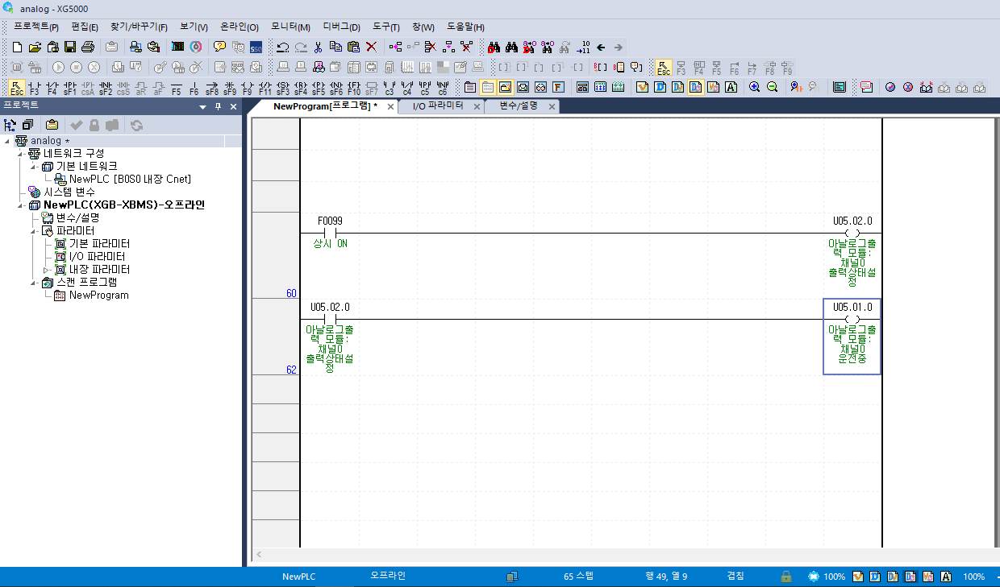 analog - XG5000
프로젝트(P) 편집(E) 찾기/바꾸기(F) 보기(V) 온라인(O) 모니터(M) 디버그(D) 도구(T) 창(W) 도움말(H)
Esc F3 F4 sF1 csA sF2 csS aR aF F5 F6 sF8 sF9 F9 F11 sF3 sF4 sF5 sF6 F10 sF7 c3 c4 c5 c6
Esc F3 F4 F5 F6 F7 F8 F9
프로젝트
NewProgram[프로그램] *
I/O 파라미터
변수/설명
analog *
네트워크 구성
기본 네트워크
NewPLC [B0S0 내장 Cnet]
시스템 변수
NewPLC(XGB-XBMS)-오프라인
변수/설명
파라미터
기본 파라미터
I/O 파라미터
내장 파라미터
스캔 프로그램
NewProgram
F0099
상시 ON
U05.02.0
아날로그출
력 모듈:
채널0
출력상태설
정
60
U05.02.0
아날로그출
력 모듈:
채널0
출력상태설
정
U05.01.0
아날로그출
력 모듈:
채널0
운전중
62
NewPLC 오프라인 65 스텝 행 49, 열 9 겹침 100% 100%